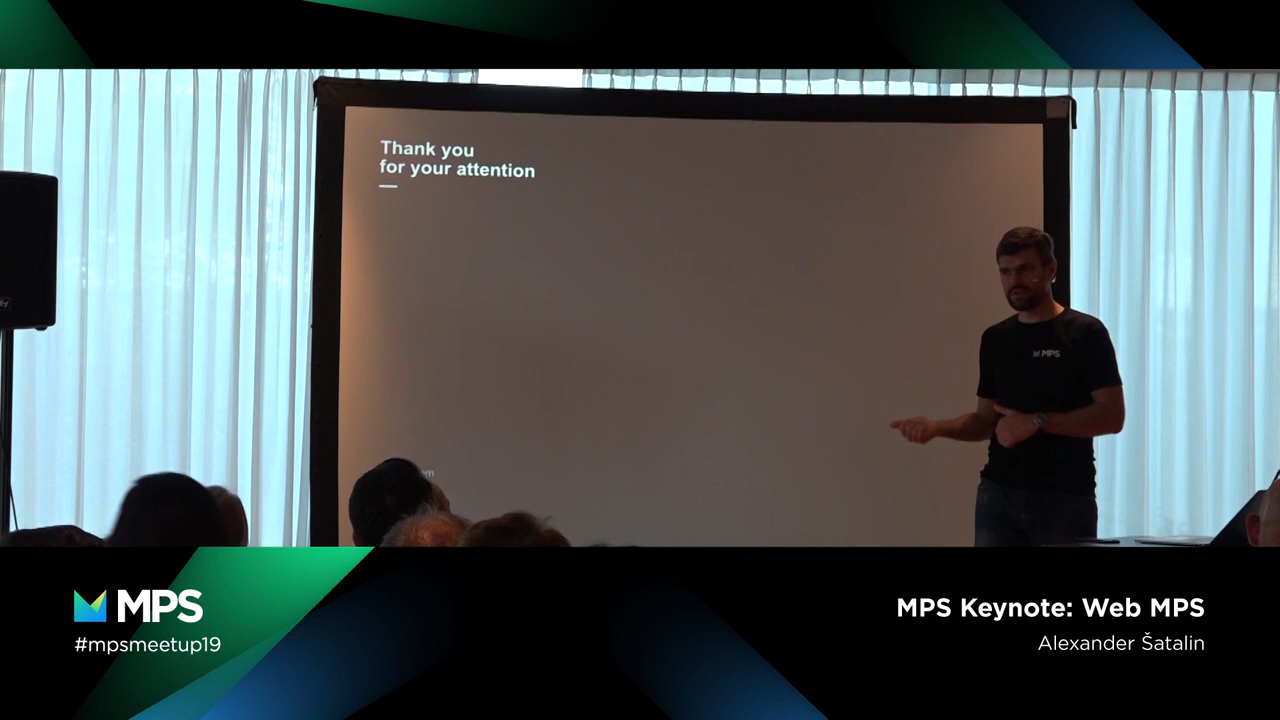 Thank you
for your attention
MPS
MPS
#mpsmeetup19
MPS Keynote: Web MPS
Alexander Šatalin